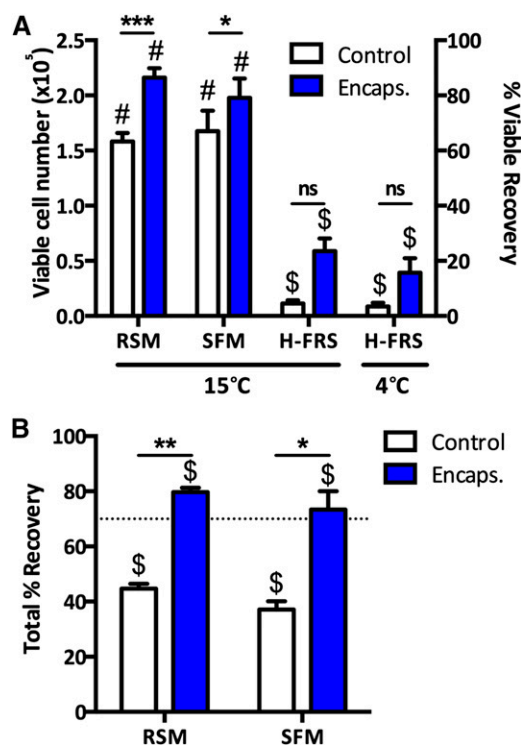 A
*** *
2.5 100
Control
Encaps.
# # # #
2.0 80
1.5 60
1.0 40
0.5 20
0.0 0
ns ns
$ $ $ $
Viable cell number (x10⁵)
% Viable Recovery
RSM SFM H-FRS H-FRS
15°C 4°C
B
** *
Control
Encaps.
$ $ $ $
100
80
60
40
20
0
Total % Recovery
RSM SFM